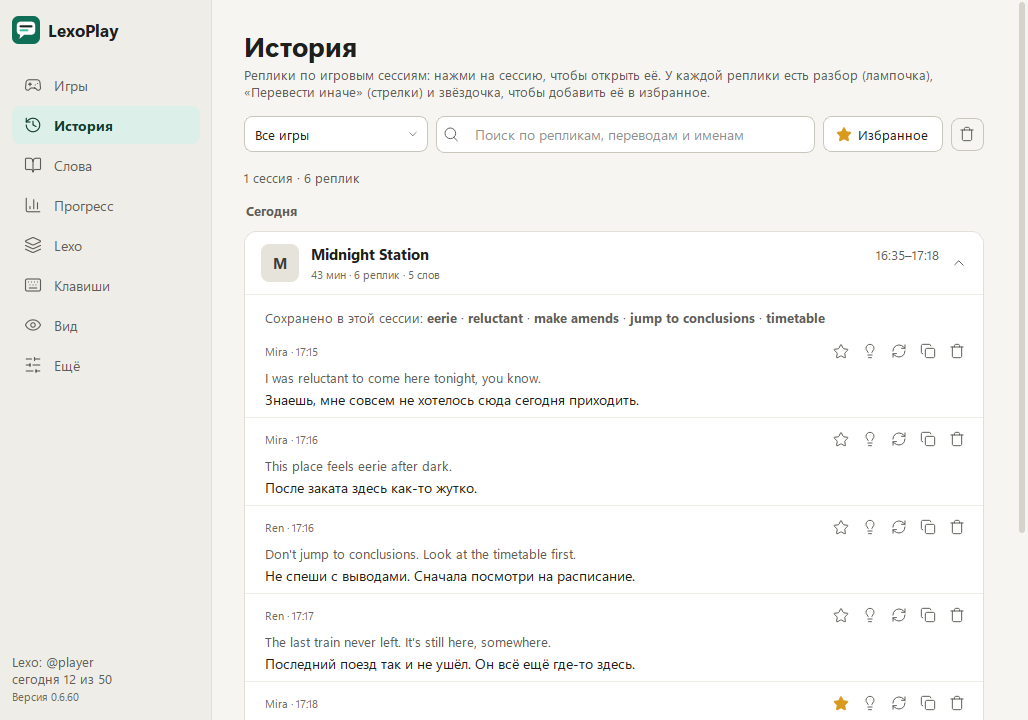 LexoPlay
Игры
История
Слова
Прогресс
Lexo
Клавиши
Вид
Ещё
Lexo: @player
сегодня 12 из 50
Версия 0.6.60
История
Реплики по игровым сессиям: нажми на сессию, чтобы открыть её. У каждой реплики есть разбор (лампочка),
«Перевести иначе» (стрелки) и звёздочка, чтобы добавить её в избранное.
Все игры
Поиск по репликам, переводам и именам
Избранное
1 сессия · 6 реплик
Сегодня
M
Midnight Station
43 мин · 6 реплик · 5 слов
16:35–17:18
Сохранено в этой сессии: eerie · reluctant · make amends · jump to conclusions · timetable
Mira · 17:15
I was reluctant to come here tonight, you know.
Знаешь, мне совсем не хотелось сюда сегодня приходить.
Mira · 17:16
This place feels eerie after dark.
После заката здесь как-то жутко.
Ren · 17:16
Don't jump to conclusions. Look at the timetable first.
Не спеши с выводами. Сначала посмотри на расписание.
Ren · 17:17
The last train never left. It's still here, somewhere.
Последний поезд так и не ушёл. Он всё ещё где-то здесь.
Mira · 17:18